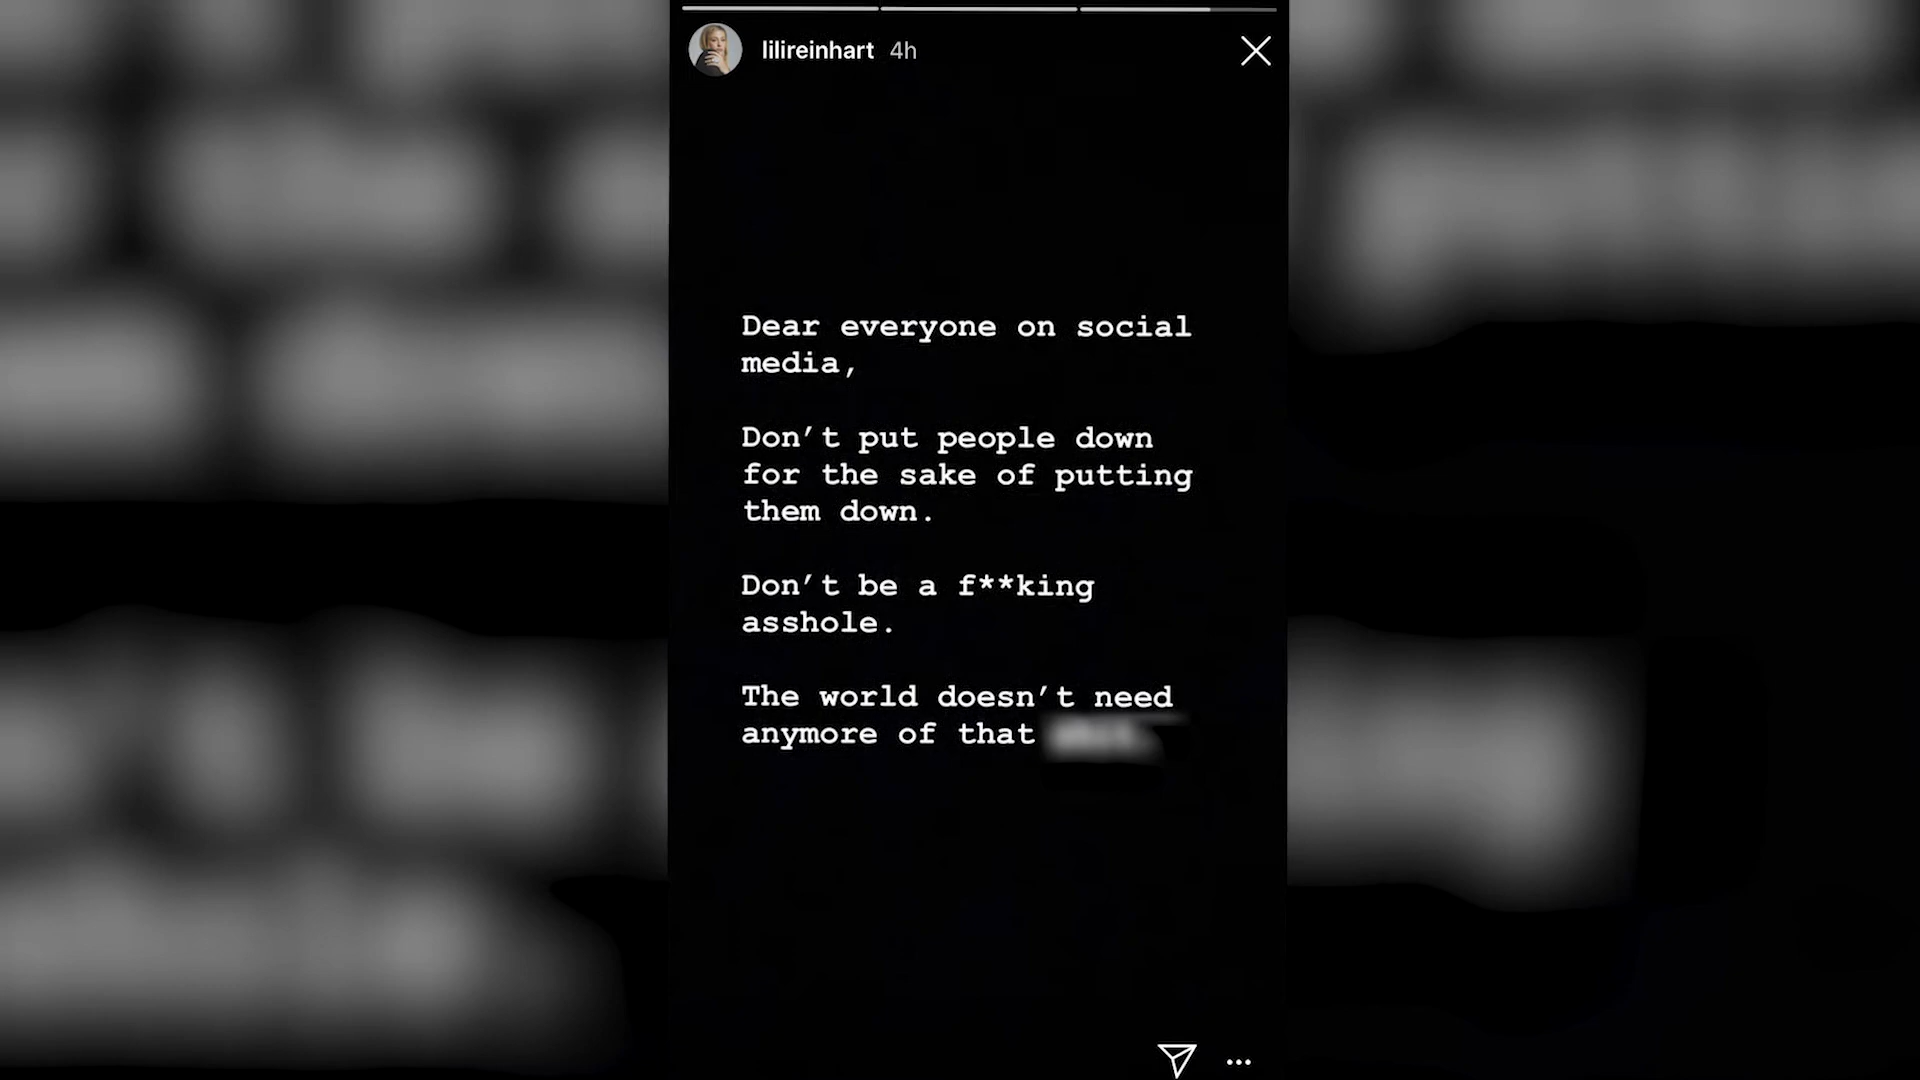 lilireinhart 4h
Dear everyone on social
media,
Don’t put people down
for the sake of putting
them down.
Don’t be a f**king
asshole.
The world doesn’t need
anymore of that